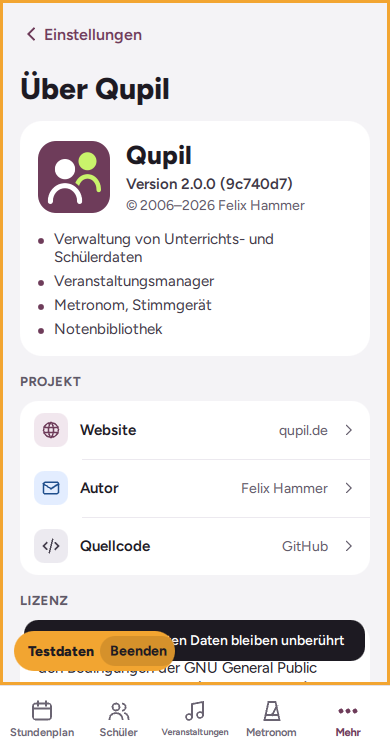 Einstellungen
Über Qupil
Qupil
Version 2.0.0 (9c740d7)
© 2006–2026 Felix Hammer
Verwaltung von Unterrichts- und
Schülerdaten
Veranstaltungsmanager
Metronom, Stimmgerät
Notenbibliothek
PROJEKT
Website
qupil.de
Autor
Felix Hammer
Quellcode
GitHub
LIZENZ
Daten bleiben unberührt
Testdaten
Beenden
den Bedingungen der GNU General Public
Stundenplan
Schüler
Veranstaltungen
Metronom
Mehr